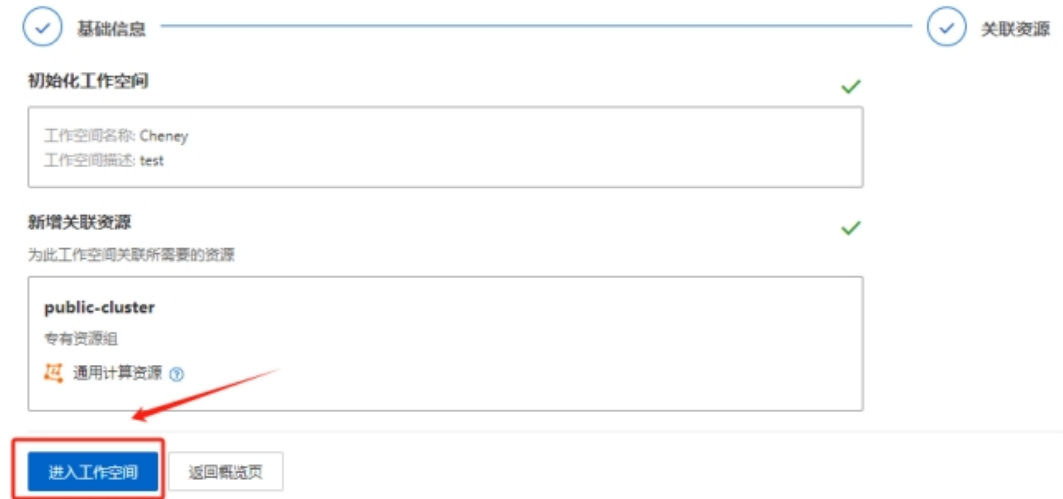 基础信息
关联资源
初始化工作空间
工作空间名称: Cheney
工作空间描述: test
新增关联资源
为此工作空间关联所需要的资源
public-cluster
专有资源组
通用计算资源
进入工作空间
返回概览页